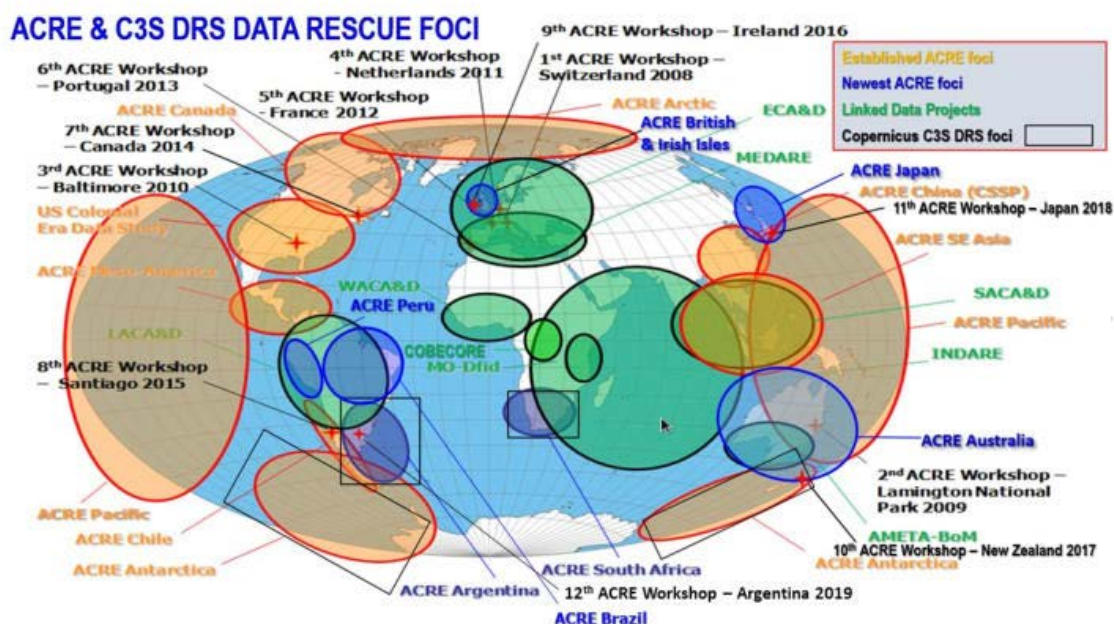 ACRE & C3S DRS DATA RESCUE FOCI
9th ACRE Workshop – Ireland 2016
4th ACRE Workshop
- Netherlands 2011
1st ACRE Workshop –
Switzerland 2008
6th ACRE Workshop
– Portugal 2013
5th ACRE Workshop
- France 2012
ACRE Canada
7th ACRE Workshop
– Canada 2014
3rd ACRE Workshop
– Baltimore 2010
US Colonial
Era Data Study
ACRE Meso-America
ACRE Arctic
ECA&D
ACRE British
& Irish Isles
MEDARE
Established ACRE foci
Newest ACRE foci
Linked Data Projects
Copernicus C3S DRS foci
ACRE Japan
ACRE China (CSSP)
11th ACRE Workshop – Japan 2018
ACRE SE Asia
SACA&D
ACRE Pacific
INDARE
WACA&D
ACRE Peru
LACA&D
COBECORE
MO-Dfid
8th ACRE Workshop
– Santiago 2015
ACRE Australia
2nd ACRE Workshop –
Lamington National
Park 2009
AMETA-BoM
10th ACRE Workshop – New Zealand 2017
ACRE Antarctica
ACRE Pacific
ACRE Chile
ACRE Antarctica
ACRE Argentina
ACRE South Africa
12th ACRE Workshop – Argentina 2019
ACRE Brazil